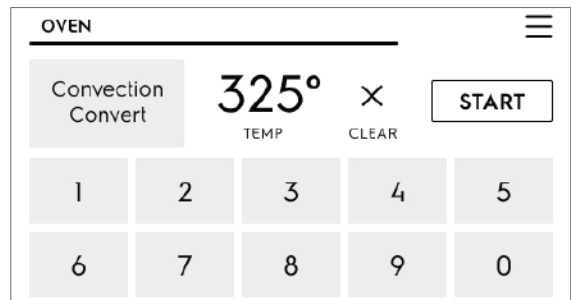 OVEN
Convection
Convert
325°
TEMP
CLEAR
START
1 2 3 4 5
6 7 8 9 0